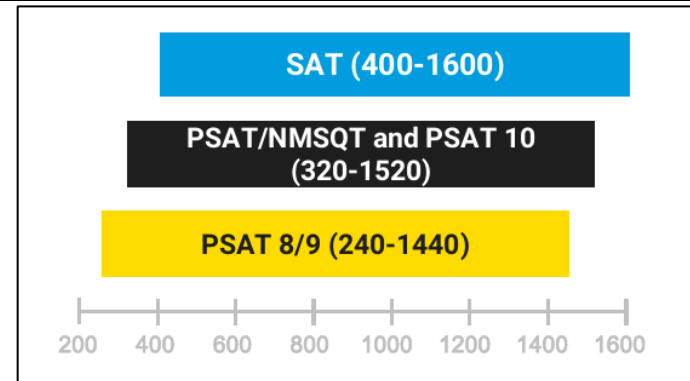 SAT (400-1600)
PSAT/NMSQT and PSAT 10
(320-1520)
PSAT 8/9 (240-1440)
200 400 600 800 1000 1200 1400 1600